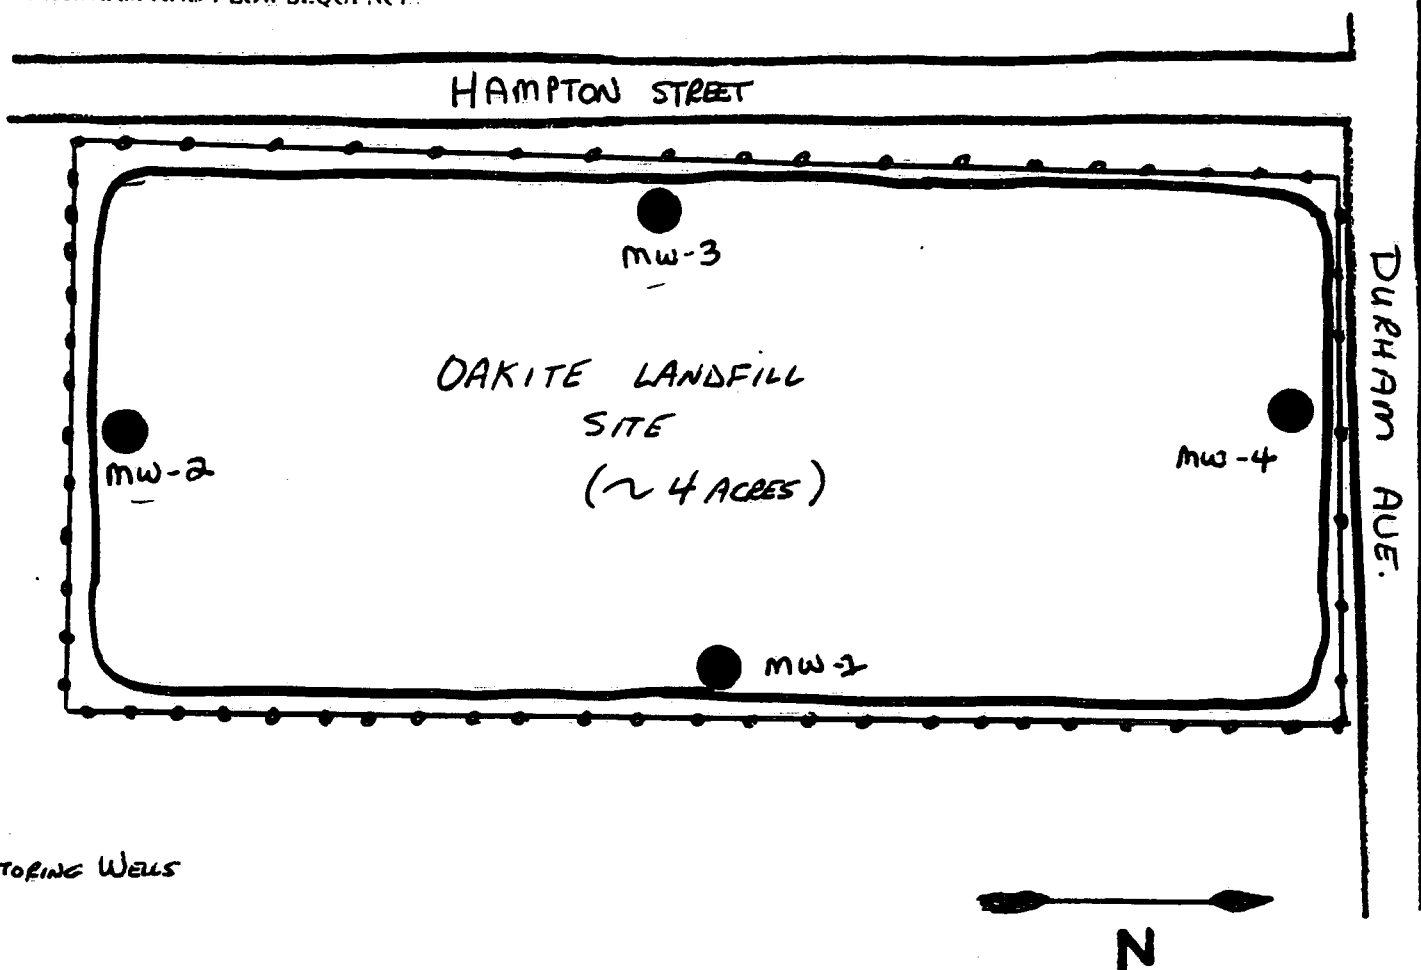 HAMPTON STREET
MW-3
OAKITE LANDFILL
SITE
(~ 4 ACRES)
MW-2
MW-4
MW-1
DURHAM AVE.
TORING WELLS
N